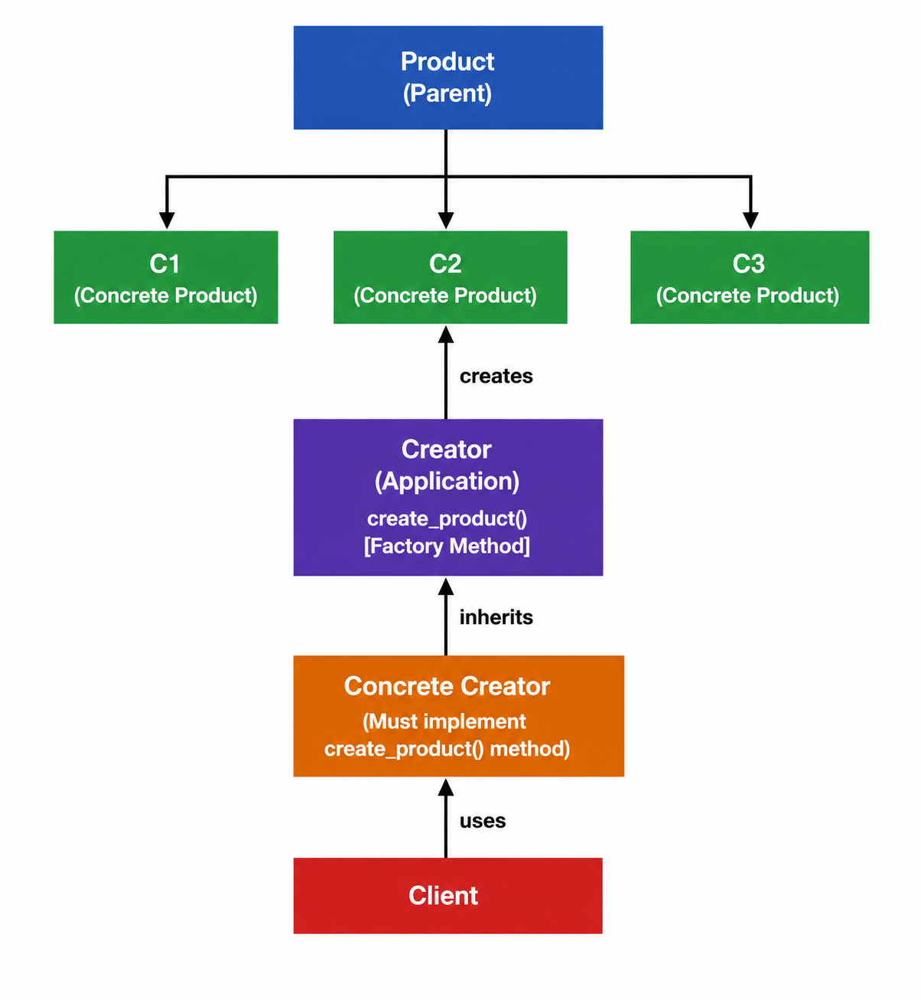 Product
(Parent)
C1
(Concrete Product)
C2
(Concrete Product)
C3
(Concrete Product)
creates
Creator
(Application)
create_product()
[Factory Method]
inherits
Concrete Creator
(Must implement
create_product() method)
uses
Client